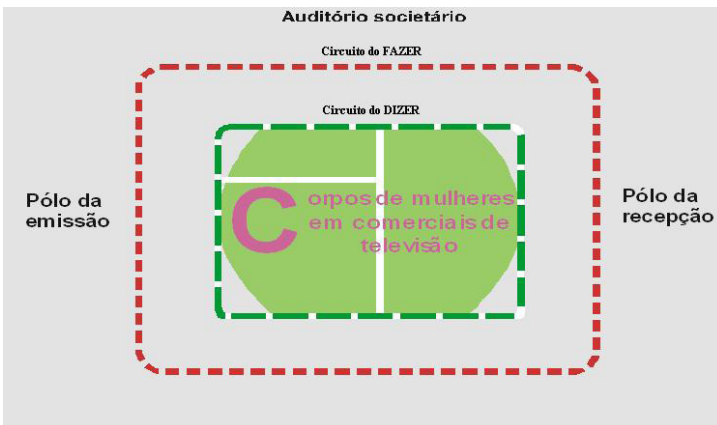 Auditório societário
Circuito do FAZER
Circuito do DIZER
Pólo da
emissão
Corpos de mulheres
em comerciais de
televisão
Pólo da
recepção